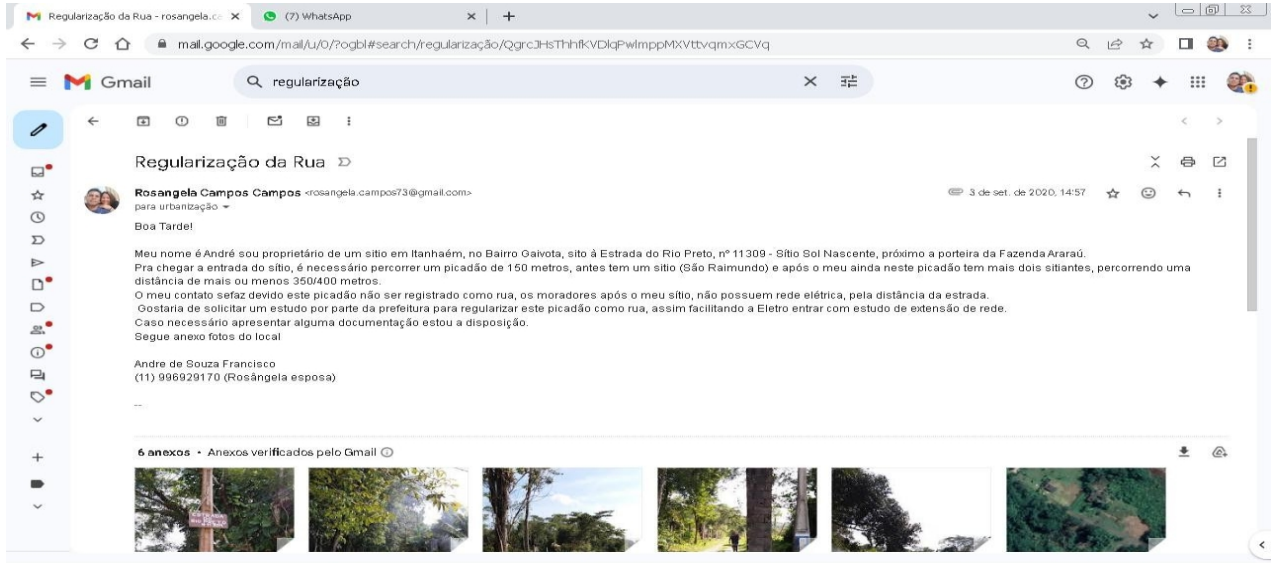 Regularização da Rua - rosangela.ca
(7) WhatsApp
mail.google.com/mail/u/0/?ogbl#search/regularização/QgrcJHsThhfKVDlqPwlmppMXVttvqmxGCVq
Gmail
regularização
Regularização da Rua
Rosangela Campos Campos <rosangela.campos73@gmail.com>
3 de set. de 2020, 14:57
para urbanização
Boa Tarde!
Meu nome é André sou proprietário de um sitio em Itanhaém, no Bairro Gaivota, sito à Estrada do Rio Preto, nº 11309 - Sítio Sol Nascente, próximo a porteira da Fazenda Araraú.
Pra chegar a entrada do sítio, é necessário percorrer um picadão de 150 metros, antes tem um sitio (São Raimundo) e após o meu ainda neste picadão tem mais dois sitiantes, percorrendo uma
distância de mais ou menos 350/400 metros.
O meu contato sefaz devido este picadão não ser registrado como rua, os moradores após o meu sítio, não possuem rede elétrica, pela distância da estrada.
Gostaria de solicitar um estudo por parte da prefeitura para regularizar este picadão como rua, assim facilitando a Eletro entrar com estudo de extensão de rede.
Caso necessário apresentar alguma documentação estou a disposição.
Segue anexo fotos do local
Andre de Souza Francisco
(11) 996929170 (Rosângela esposa)
--
6 anexos • Anexos verificados pelo Gmail